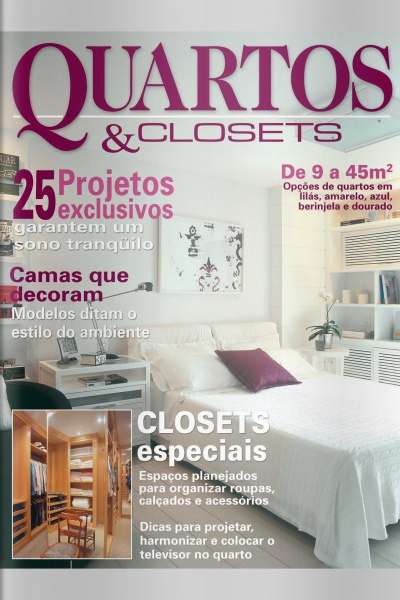 QUARTOS
& CLOSETS
25 Projetos
exclusivos
garantem um
sono tranqüilo
De 9 a 45m²
Opções de quartos em
lilás, amarelo, azul,
berinjela e dourado
Camas que
decoram
Modelos ditam o
estilo do ambiente
CLOSETS
especiais
Espaços planejados
para organizar roupas,
calçados e acessórios
Dicas para projetar,
harmonizar e colocar o
televisor no quarto